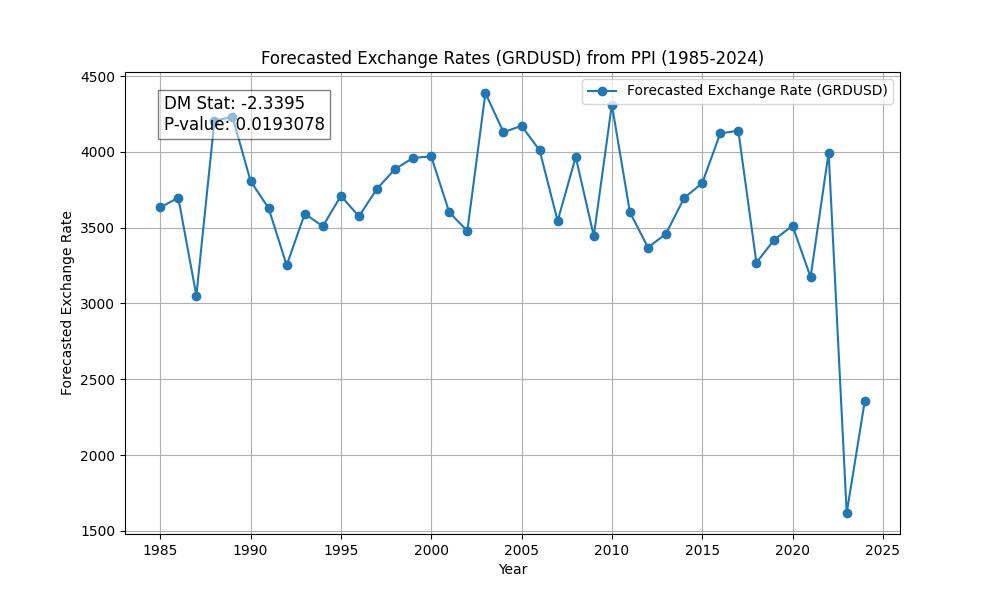 Forecasted Exchange Rates (GRDUSD) from PPI (1985-2024)
DM Stat: -2.3395
P-value: 0.0193078
Forecasted Exchange Rate (GRDUSD)
Forecasted Exchange Rate
4500
4000
3500
3000
2500
2000
1500
1985 1990 1995 2000 2005 2010 2015 2020 2025
Year